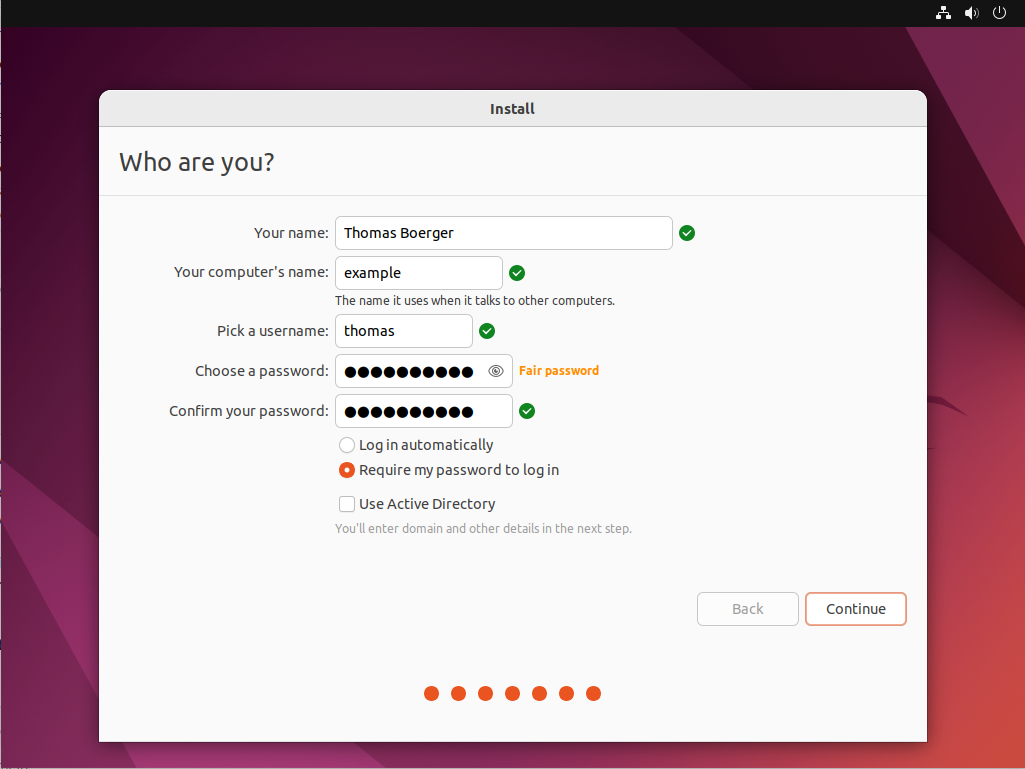 Install
Who are you?
Your name: Thomas Boerger
Your computer's name: example
The name it uses when it talks to other computers.
Pick a username: thomas
Choose a password: ●●●●●●●●●● Fair password
Confirm your password: ●●●●●●●●●●
Log in automatically
Require my password to log in
Use Active Directory
You'll enter domain and other details in the next step.
Back Continue